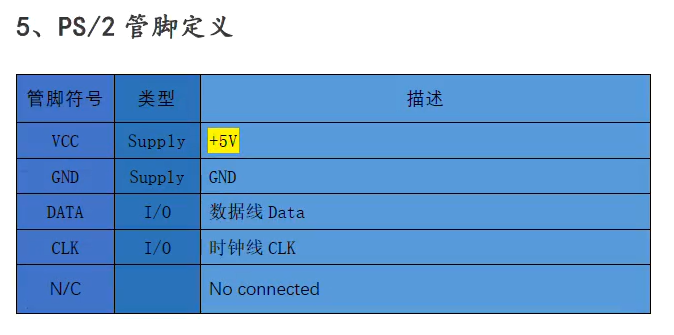 5、PS/2 管脚定义
管脚符号 类型 描述
VCC Supply +5V
GND Supply GND
DATA I/O 数据线 Data
CLK I/O 时钟线 CLK
N/C No connected